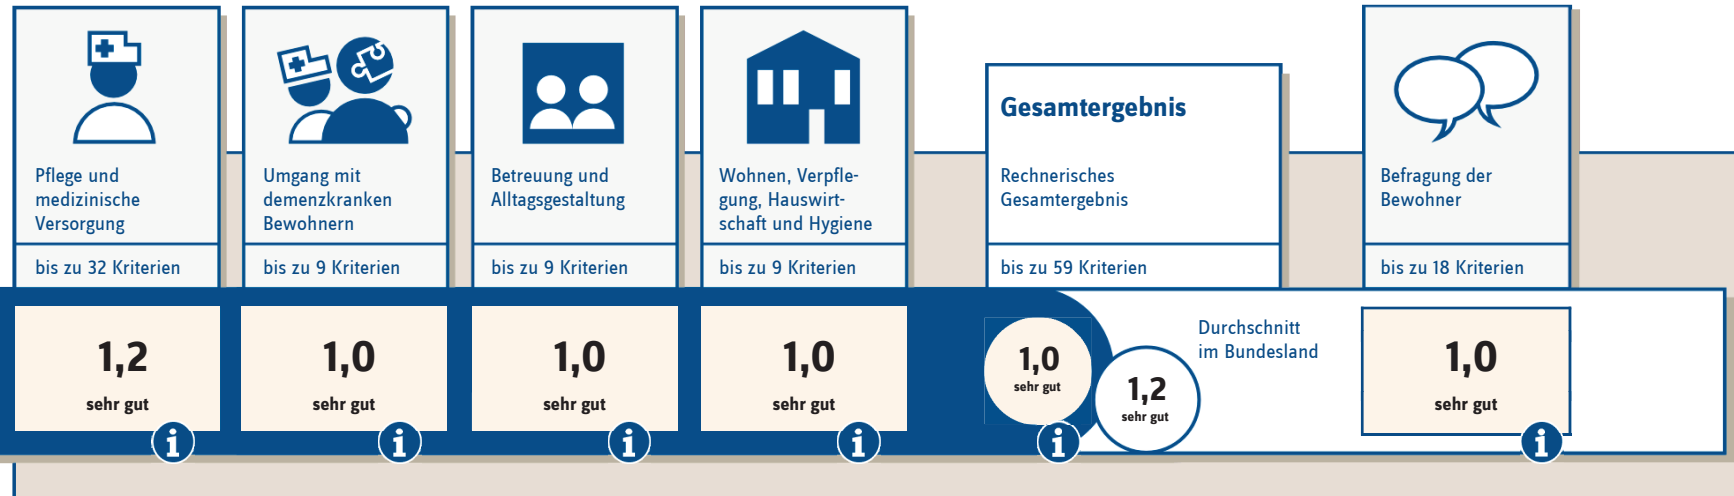 Pflege und
medizinische
Versorgung
bis zu 32 Kriterien
1,2
sehr gut
Umgang mit
demenzkranken
Bewohnern
bis zu 9 Kriterien
1,0
sehr gut
Betreuung und
Alltagsgestaltung
bis zu 9 Kriterien
1,0
sehr gut
Wohnen, Verpfle-
gung, Hauswirt-
schaft und Hygiene
bis zu 9 Kriterien
1,0
sehr gut
Gesamtergebnis
Rechnerisches
Gesamtergebnis
bis zu 59 Kriterien
1,0
sehr gut
1,2
sehr gut
Durchschnitt
im Bundesland
Befragung der
Bewohner
bis zu 18 Kriterien
1,0
sehr gut
i
i
i
i
i
i